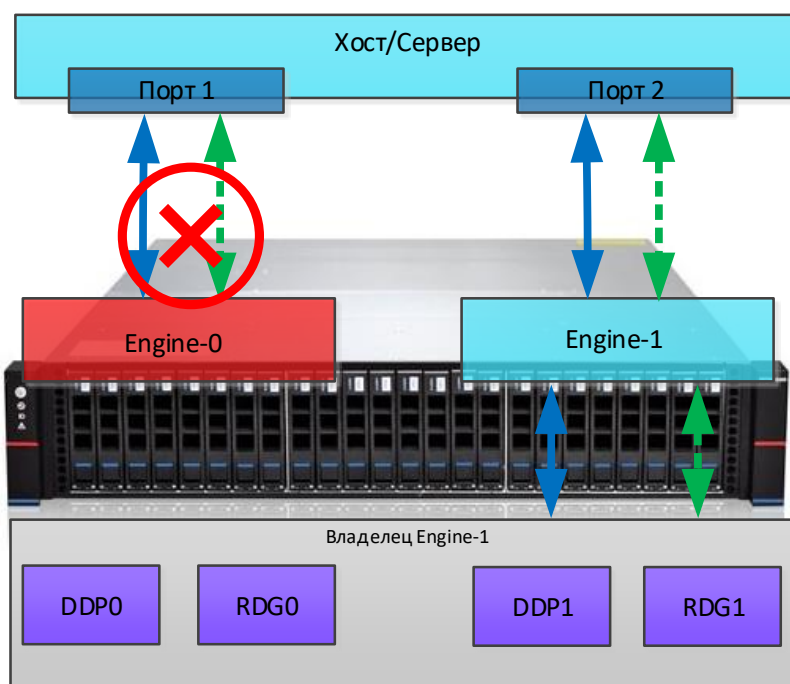 Хост/Сервер
Порт 1
Порт 2
Engine-0
Engine-1
Владелец Engine-1
DDP0
RDG0
DDP1
RDG1